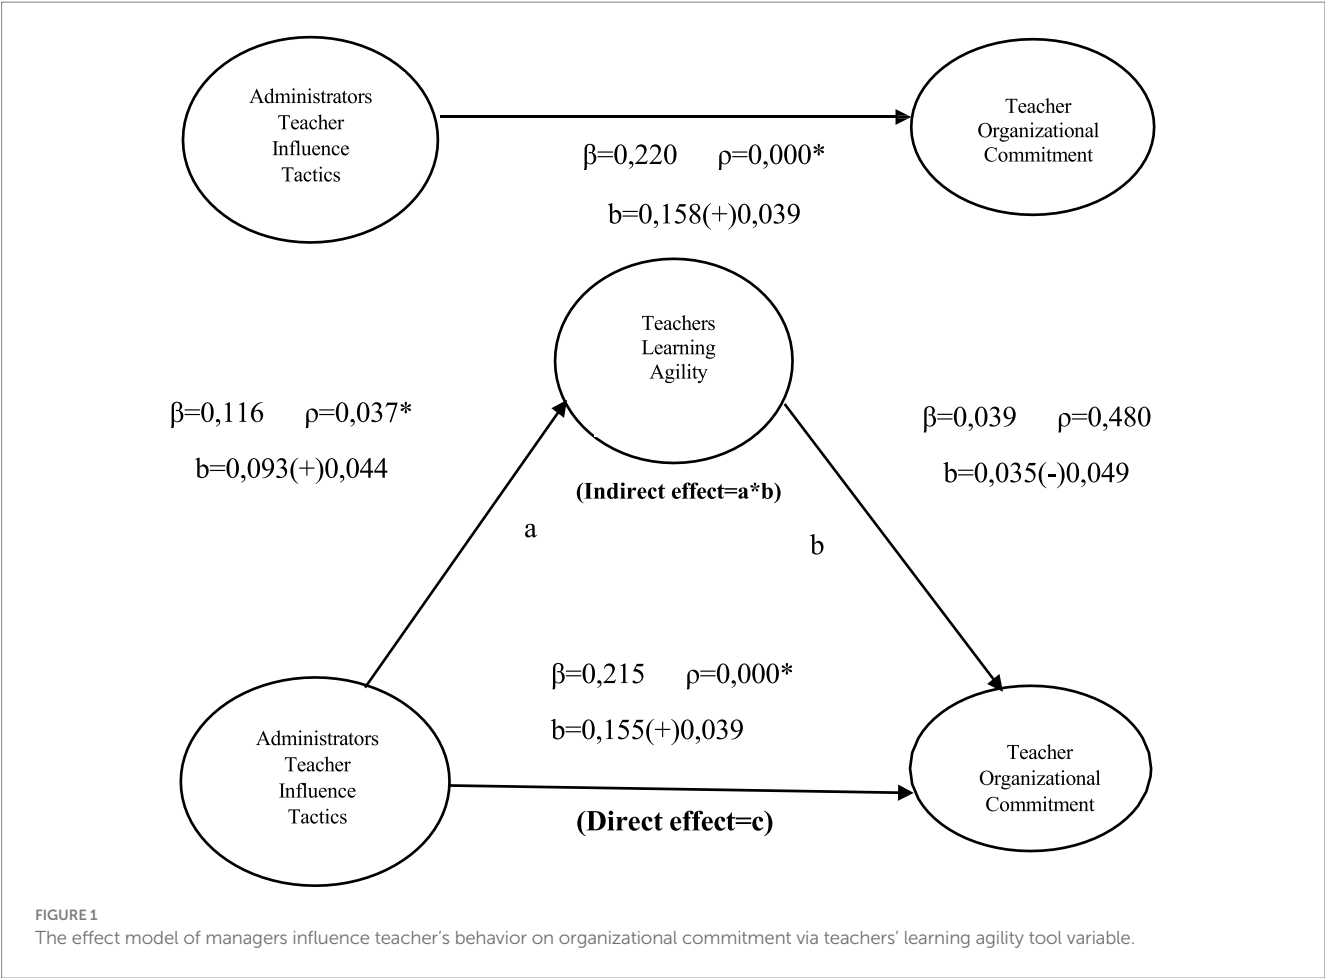 Administrators
Teacher
Influence
Tactics
Teacher
Organizational
Commitment
β=0,220 ρ=0,000*
b=0,158(+)0,039
Teachers
Learning
Agility
β=0,116 ρ=0,037*
b=0,093(+)0,044
β=0,039 ρ=0,480
b=0,035(-)0,049
(Indirect effect=a*b)
a
b
β=0,215 ρ=0,000*
b=0,155(+)0,039
Administrators
Teacher
Influence
Tactics
Teacher
Organizational
Commitment
(Direct effect=c)
FIGURE 1
The effect model of managers influence teacher’s behavior on organizational commitment via teachers’ learning agility tool variable.